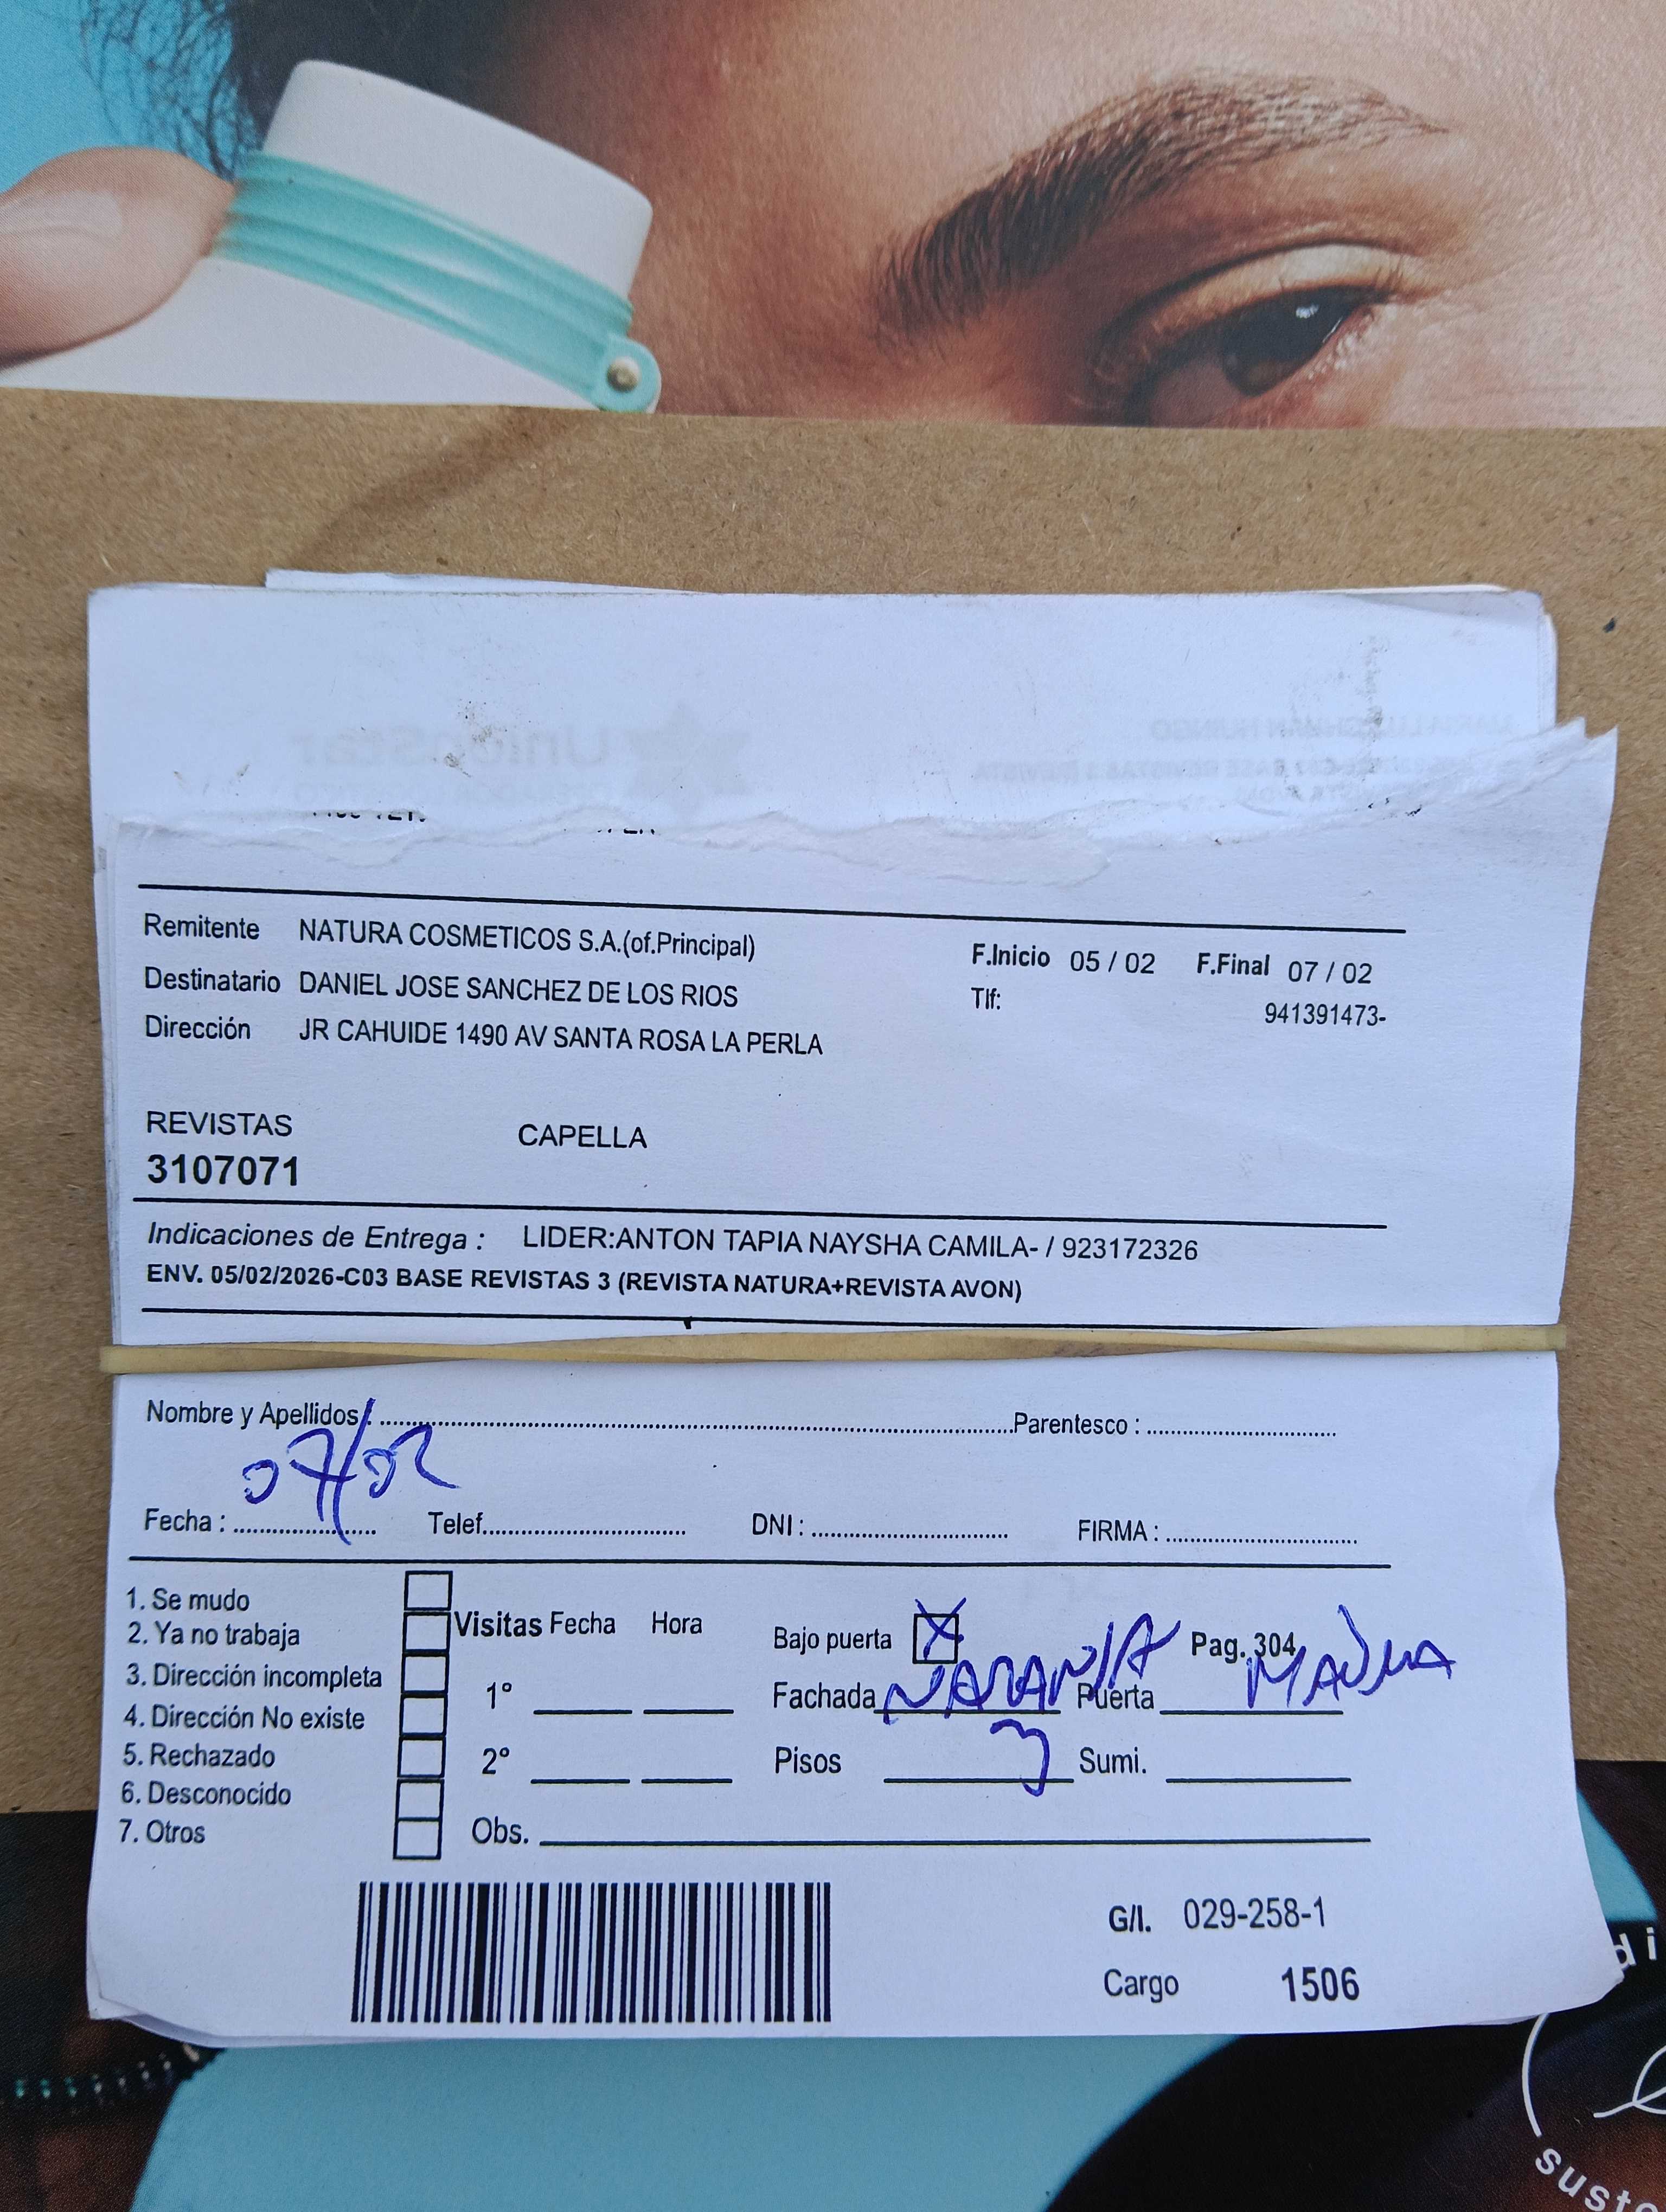 Remitente NATURA COSMETICOS S.A.(of.Principal)
F.Inicio 05 / 02 F.Final 07 / 02
Destinatario DANIEL JOSE SANCHEZ DE LOS RIOS
Tlf: 941391473-
Dirección JR CAHUIDE 1490 AV SANTA ROSA LA PERLA
REVISTAS CAPELLA
3107071
Indicaciones de Entrega : LIDER:ANTON TAPIA NAYSHA CAMILA- / 923172326
ENV. 05/02/2026-C03 BASE REVISTAS 3 (REVISTA NATURA+REVISTA AVON)
Nombre y Apellidos : Parentesco :
07/02
Fecha : Telef. DNI : FIRMA :
1. Se mudo
2. Ya no trabaja
3. Dirección incompleta
4. Dirección No existe
5. Rechazado
6. Desconocido
7. Otros
Visitas Fecha Hora
1°
2°
Obs.
Bajo puerta X Pag. 304
Fachada NARANJA Puerta
Pisos 3 Sumi.
G/I. 029-258-1
Cargo 1506